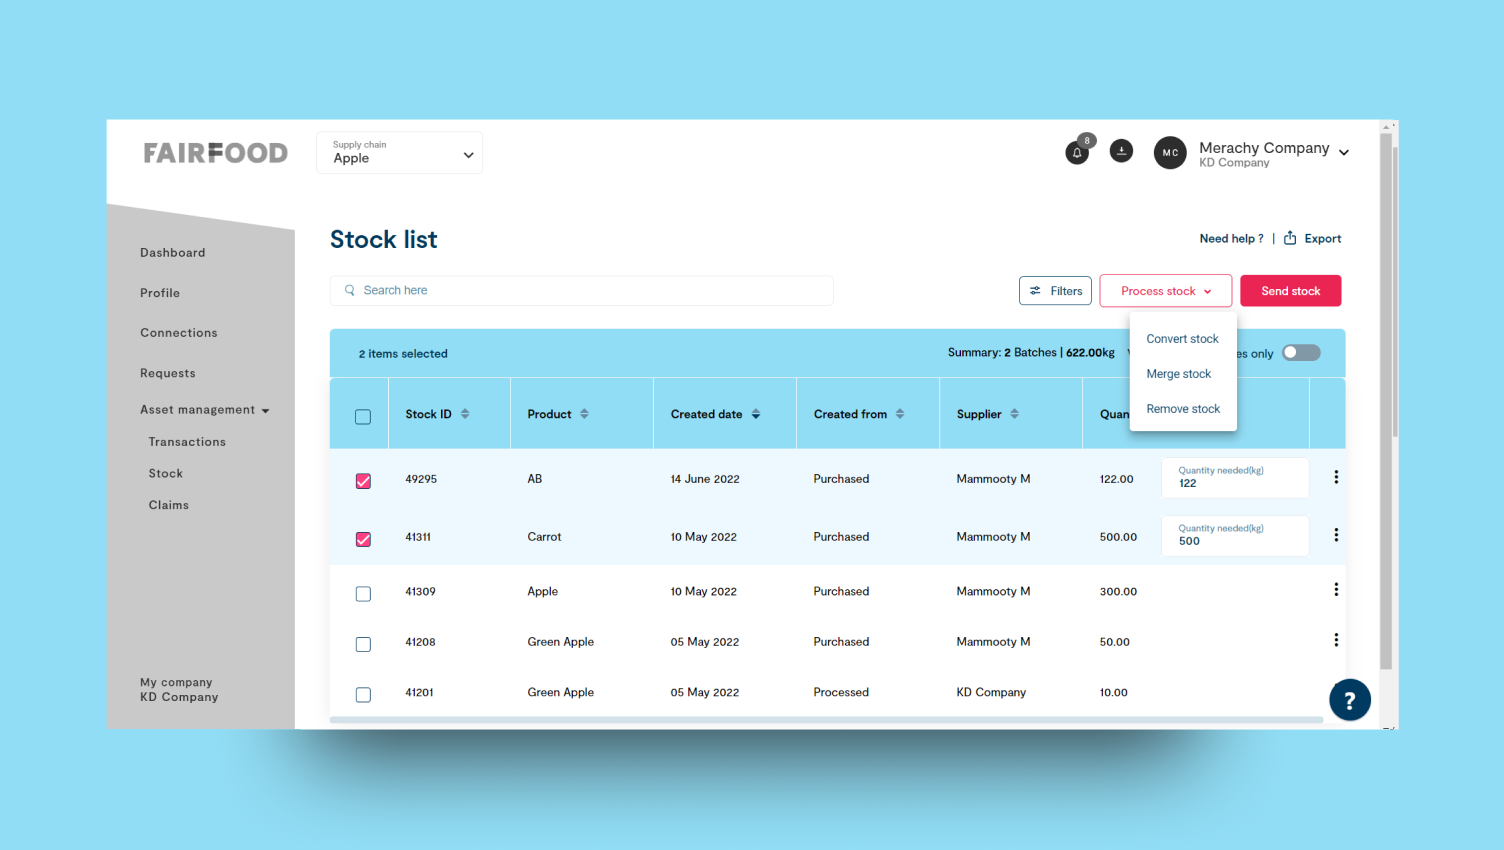 FAIRFOOD
Supply chain
Apple
8
MC
Merachy Company
KD Company
Dashboard
Profile
Connections
Requests
Asset management
Transactions
Stock
Claims
My company
KD Company
Stock list
Need help ? | Export
Search here
Filters
Process stock
Send stock
Convert stock
Merge stock
Remove stock
2 items selected
Summary: 2 Batches | 622.00kg
only
Stock ID Product Created date Created from Supplier
49295 AB 14 June 2022 Purchased Mammooty M 122.00 Quantity needed(kg)
122
41311 Carrot 10 May 2022 Purchased Mammooty M 500.00 Quantity needed(kg)
500
41309 Apple 10 May 2022 Purchased Mammooty M 300.00
41208 Green Apple 05 May 2022 Purchased Mammooty M 50.00
41201 Green Apple 05 May 2022 Processed KD Company 10.00
?